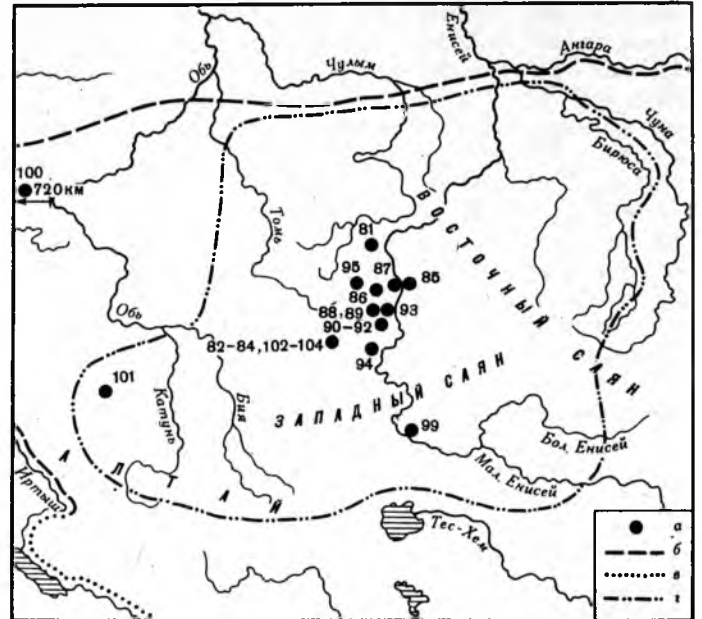 Обь
Чулым
Енисей
Ангара
Чуна
Бирюса
100
720 км
Томь
ВОСТОЧНЫЙ САЯН
81
95
87
85
86
88, 89
93
90-92
82-84, 102-104
94
Обь
101
Катунь
Бия
ЗАПАДНЫЙ САЯН
99
Бол. Енисей
Мал. Енисей
АЛТАЙ
Иртыш
Тес-Хем
а
б
в
г